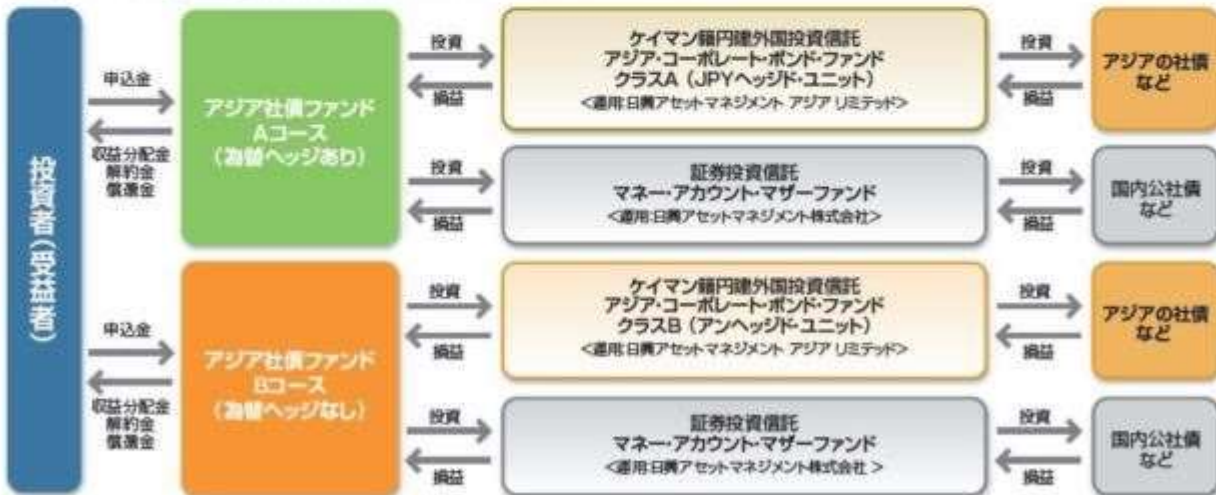 投資者(受益者)
申込金
収益分配金
解約金
償還金
アジア社債ファンド
Aコース
(為替ヘッジあり)
投資
損益
ケイマン籍円建外国投資信託
アジア・コーポレート・ボンド・ファンド
クラスA(JPYヘッジド・ユニット)
<運用:日興アセットマネジメント アジア リミテッド>
投資
損益
アジアの社債
など
投資
損益
証券投資信託
マネー・アカウント・マザーファンド
<運用:日興アセットマネジメント株式会社>
投資
損益
国内公社債
など
申込金
収益分配金
解約金
償還金
アジア社債ファンド
Bコース
(為替ヘッジなし)
投資
損益
ケイマン籍円建外国投資信託
アジア・コーポレート・ボンド・ファンド
クラスB(アンヘッジド・ユニット)
<運用:日興アセットマネジメント アジア リミテッド>
投資
損益
アジアの社債
など
投資
損益
証券投資信託
マネー・アカウント・マザーファンド
<運用:日興アセットマネジメント株式会社 >
投資
損益
国内公社債
など